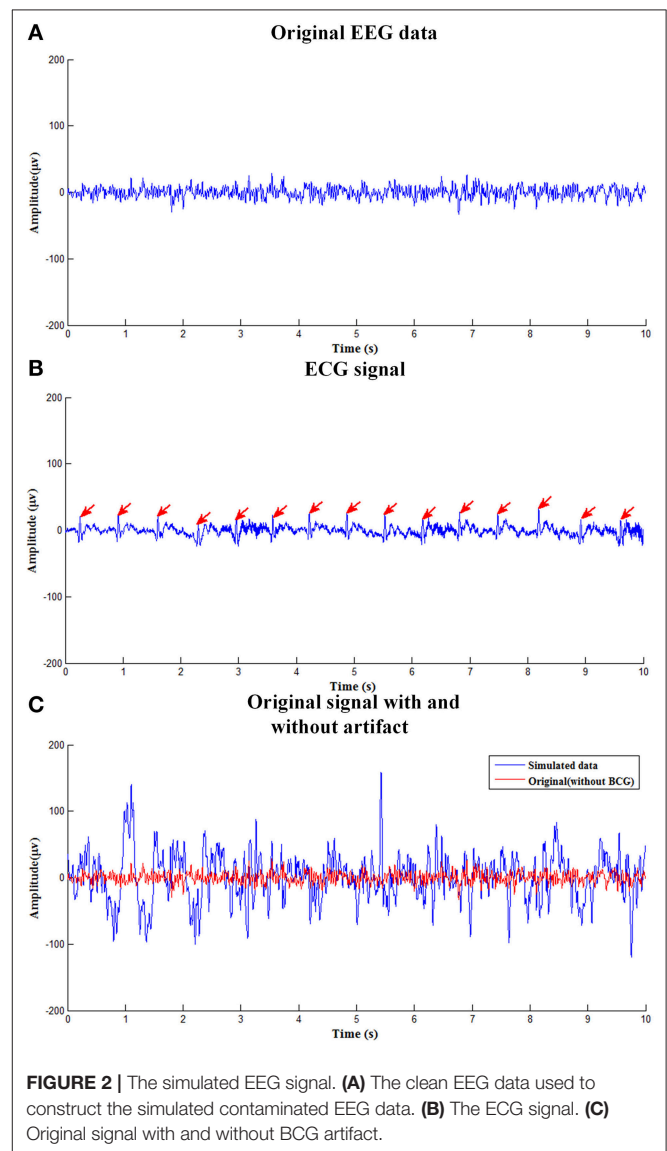 A
Original EEG data
200
100
0
-100
-200
Amplitude(μv)
0 1 2 3 4 5 6 7 8 9 10
Time (s)
B
ECG signal
200
100
0
-100
-200
Amplitude (μv)
0 1 2 3 4 5 6 7 8 9 10
Time (s)
C
Original signal with and
without artifact
200
100
0
-100
-200
Amplitude(μv)
Simulated data
Original(without BCG)
0 1 2 3 4 5 6 7 8 9 10
Time (s)
FIGURE 2 | The simulated EEG signal. (A) The clean EEG data used to
construct the simulated contaminated EEG data. (B) The ECG signal. (C)
Original signal with and without BCG artifact.